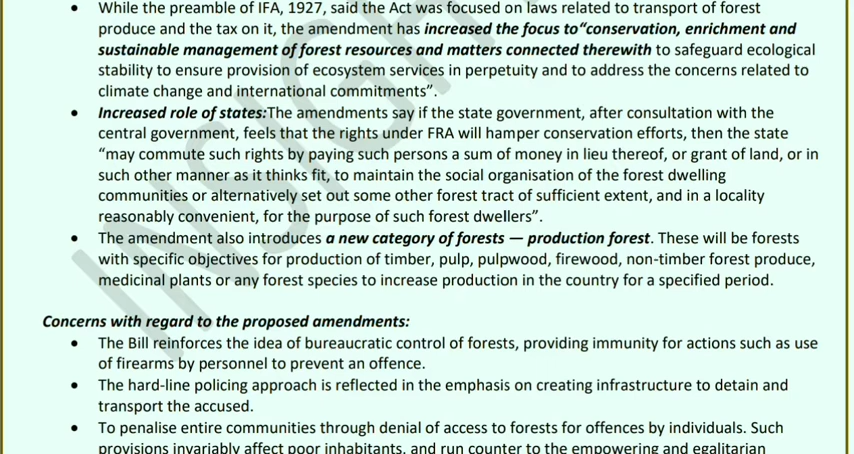 • While the preamble of IFA, 1927, said the Act was focused on laws related to transport of forest
produce and the tax on it, the amendment has increased the focus to“conservation, enrichment and
sustainable management of forest resources and matters connected therewith to safeguard ecological
stability to ensure provision of ecosystem services in perpetuity and to address the concerns related to
climate change and international commitments”.
• Increased role of states:The amendments say if the state government, after consultation with the
central government, feels that the rights under FRA will hamper conservation efforts, then the state
“may commute such rights by paying such persons a sum of money in lieu thereof, or grant of land, or in
such other manner as it thinks fit, to maintain the social organisation of the forest dwelling
communities or alternatively set out some other forest tract of sufficient extent, and in a locality
reasonably convenient, for the purpose of such forest dwellers”.
• The amendment also introduces a new category of forests — production forest. These will be forests
with specific objectives for production of timber, pulp, pulpwood, firewood, non-timber forest produce,
medicinal plants or any forest species to increase production in the country for a specified period.
Concerns with regard to the proposed amendments:
• The Bill reinforces the idea of bureaucratic control of forests, providing immunity for actions such as use
of firearms by personnel to prevent an offence.
• The hard-line policing approach is reflected in the emphasis on creating infrastructure to detain and
transport the accused.
• To penalise entire communities through denial of access to forests for offences by individuals. Such
provisions invariably affect poor inhabitants, and run counter to the empowering and egalitarian
INSIGH